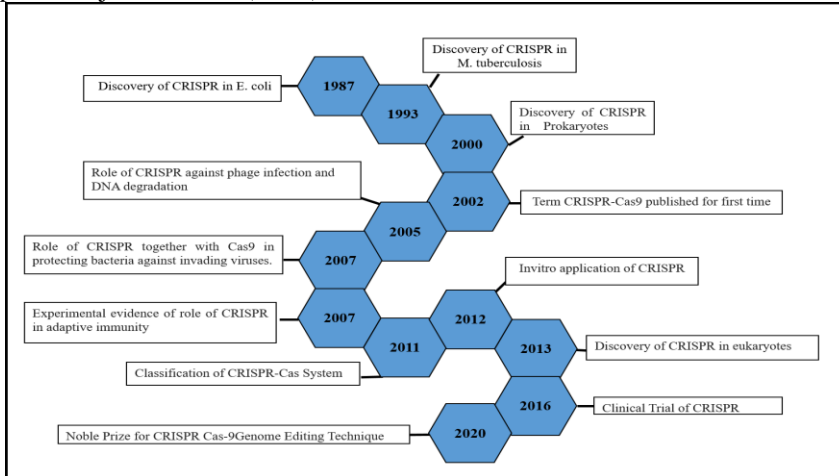 Discovery of CRISPR in M. tuberculosis
1987
Discovery of CRISPR in E. coli
1993
Discovery of CRISPR
in Prokaryotes
2000
Role of CRISPR against phage infection and
DNA degradation
2002
Term CRISPR-Cas9 published for first time
2005
Role of CRISPR together with Cas9 in
protecting bacteria against invading viruses.
2007
Invitro application of CRISPR
Experimental evidence of role of CRISPR
in adaptive immunity
2007
2012
2011
2013
Discovery of CRISPR in eukaryotes
Classification of CRISPR-Cas System
2016
Clinical Trial of CRISPR
Noble Prize for CRISPR Cas-9Genome Editing Technique
2020